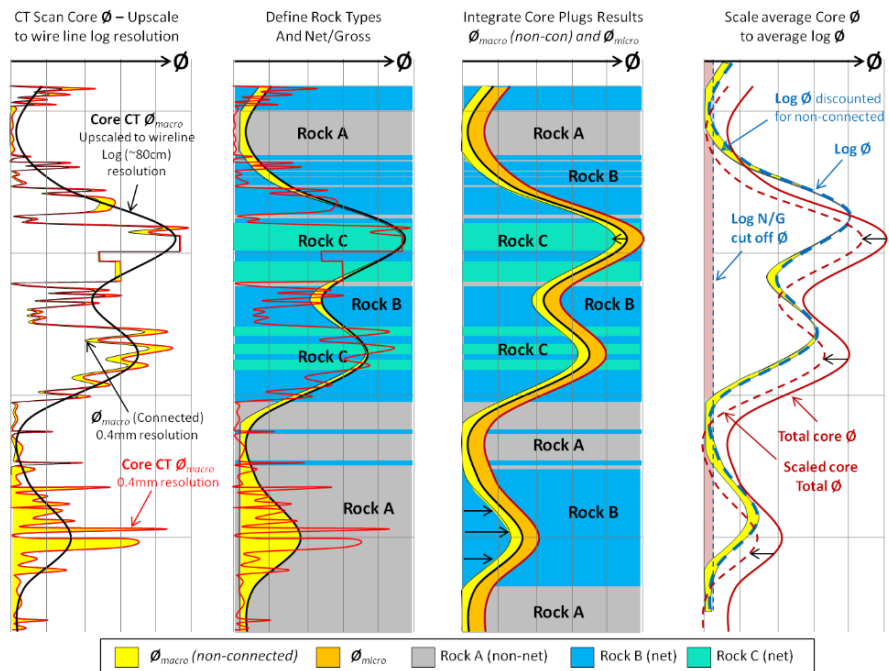 CT Scan Core Ø – Upscale
to wire line log resolution
Define Rock Types
And Net/Gross
Integrate Core Plugs Results
Ømacro (non-con) and Ømicro
Scale average Core Ø
to average log Ø
Ø
Ø
Ø
Ø
Core CT Ømacro
Upscaled to wireline
Log (~80cm)
resolution
Ømacro (Connected)
0.4mm resolution
Core CT Ømacro
0.4mm resolution
Rock A
Rock C
Rock B
Rock C
Rock A
Rock A
Rock B
Rock C
Rock B
Rock C
Rock A
Rock B
Rock A
Log Ø discounted
for non-connected
Log Ø
Log N/G
cut off Ø
Total core Ø
Scaled core
Total Ø
Ømacro (non-connected)
Ømicro
Rock A (non-net)
Rock B (net)
Rock C (net)